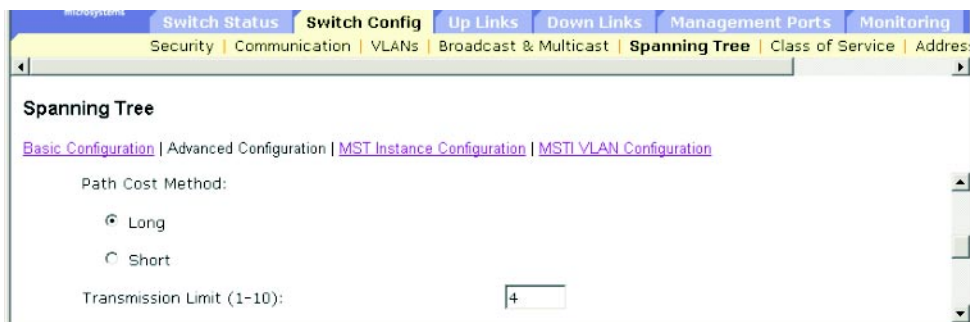 microsystems
Switch Status Switch Config Up Links Down Links Management Ports Monitoring
Security | Communication | VLANs | Broadcast & Multicast | Spanning Tree | Class of Service | Addres
Spanning Tree
Basic Configuration | Advanced Configuration | MST Instance Configuration | MSTI VLAN Configuration
Path Cost Method:
Long
Short
Transmission Limit (1-10): 4